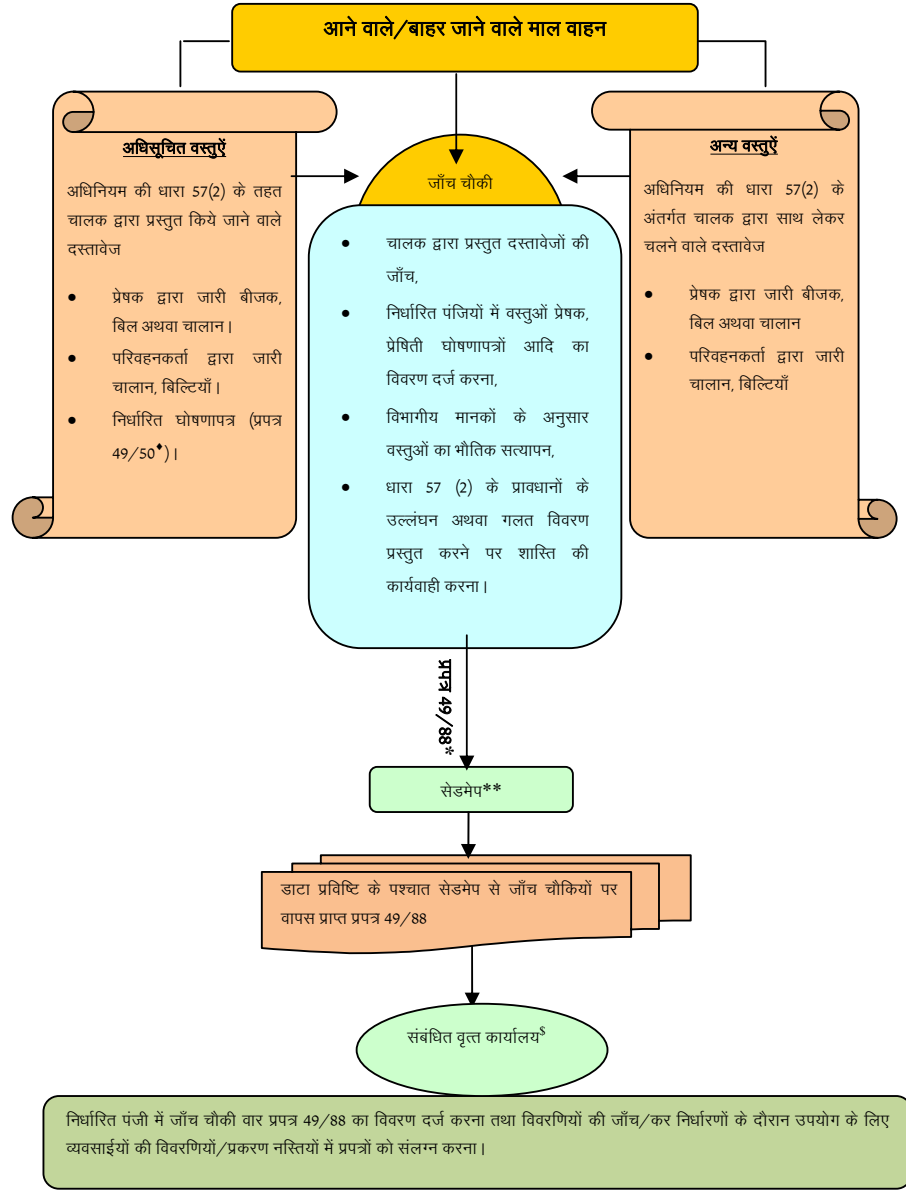 आने वाले/बाहर जाने वाले माल वाहन
अधिसूचित वस्तुऐं
अधिनियम की धारा 57(2) के तहत
चालक द्वारा प्रस्तुत किये जाने वाले
दस्तावेज
● प्रेषक द्वारा जारी बीजक,
बिल अथवा चालान।
● परिवहनकर्ता द्वारा जारी
चालान, बिल्टियाँ।
● निर्धारित घोषणापत्र (प्रपत्र
49/50♦)।
जाँच चौकी
● चालक द्वारा प्रस्तुत दस्तावेजों की
जाँच,
● निर्धारित पंजियों में वस्तुओं प्रेषक,
प्रेषिती घोषणापत्रों आदि का
विवरण दर्ज करना,
● विभागीय मानकों के अनुसार
वस्तुओं का भौतिक सत्यापन,
● धारा 57 (2) के प्रावधानों के
उल्लंघन अथवा गलत विवरण
प्रस्तुत करने पर शास्ति की
कार्यवाही करना।
अन्य वस्तुऐं
अधिनियम की धारा 57(2) के
अंतर्गत चालक द्वारा साथ लेकर
चलने वाले दस्तावेज
● प्रेषक द्वारा जारी बीजक,
बिल अथवा चालान
● परिवहनकर्ता द्वारा जारी
चालान, बिल्टियाँ
प्रपत्र 49/88*
सेडमेप**
डाटा प्रविष्टि के पश्चात सेडमेप से जाँच चौकियों पर
वापस प्राप्त प्रपत्र 49/88
संबंधित वृत्त कार्यालय$
निर्धारित पंजी में जाँच चौकी वार प्रपत्र 49/88 का विवरण दर्ज करना तथा विवरणियों की जाँच/कर निर्धारणों के दौरान उपयोग के लिए
व्यवसाईयों की विवरणियों/प्रकरण नस्तियों में प्रपत्रों को संलग्न करना।